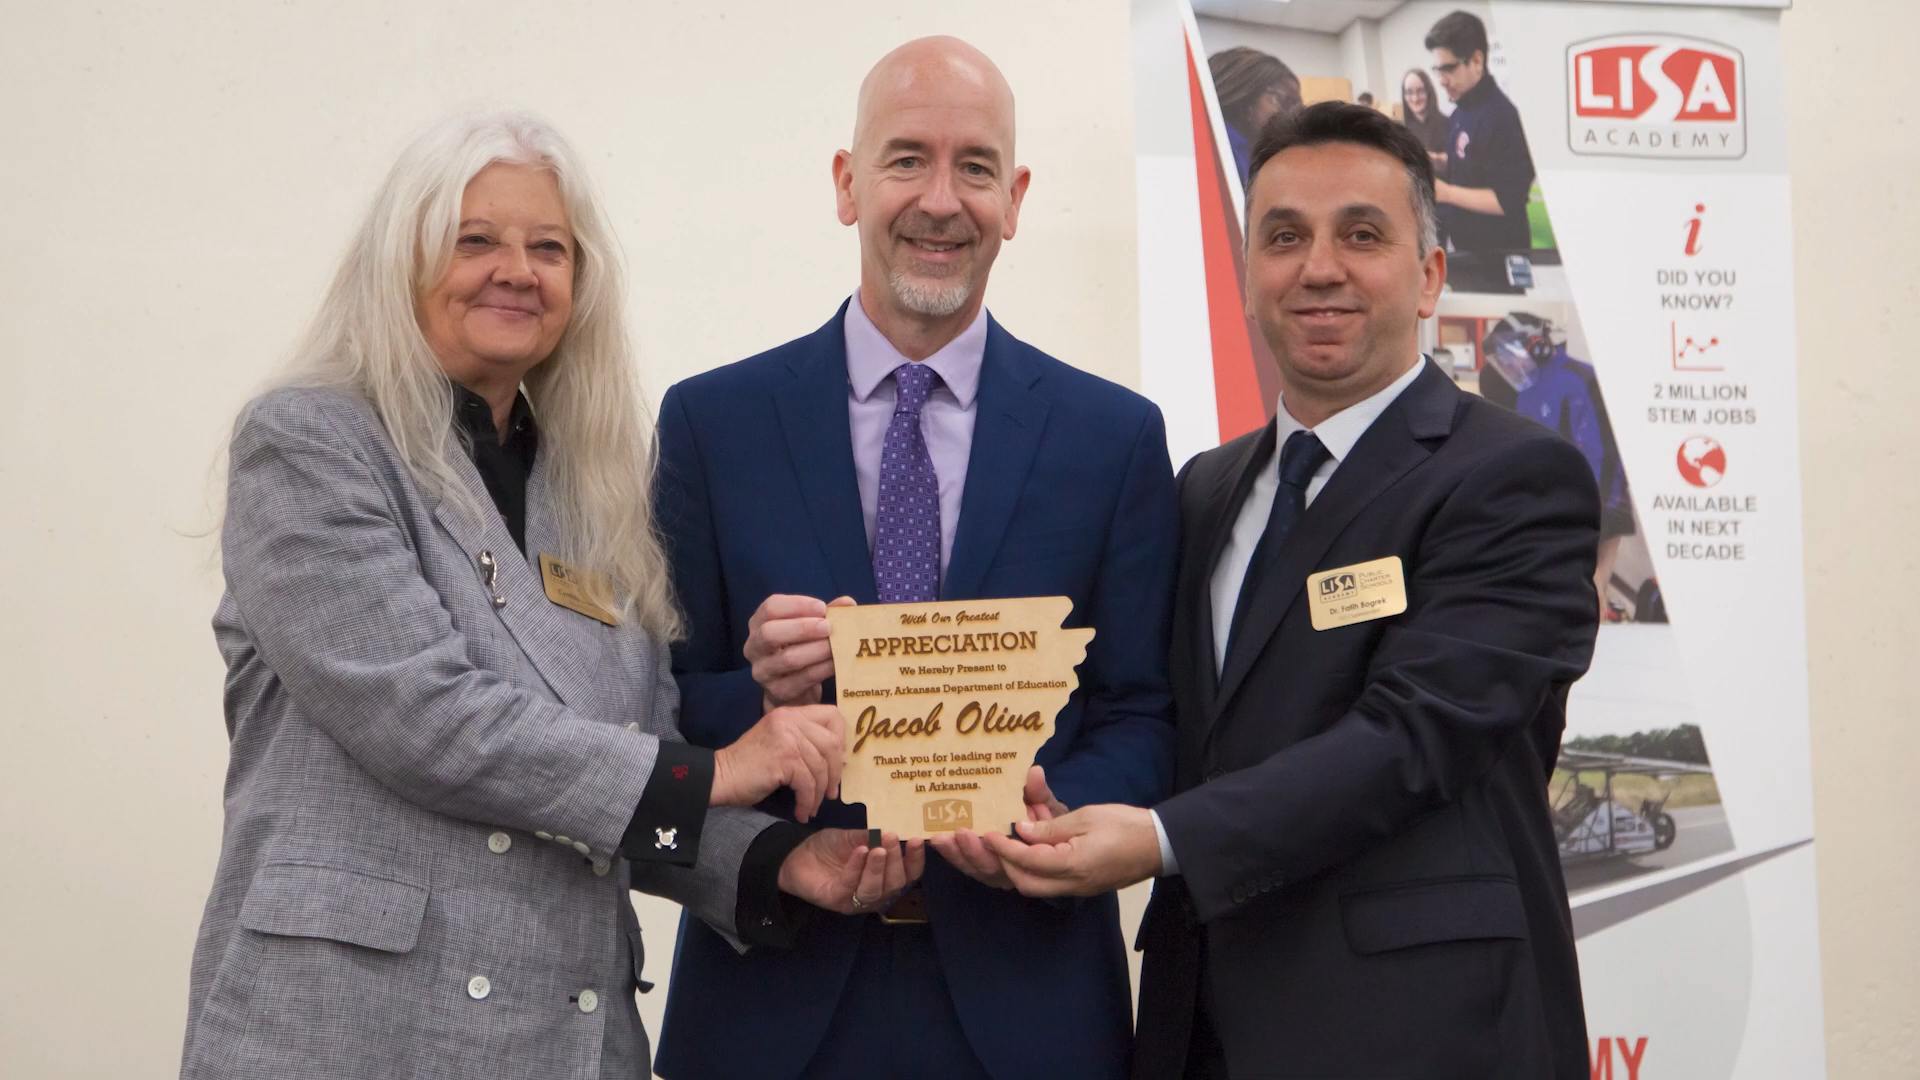 LISA
ACADEMY
i
DID YOU
KNOW?
2 MILLION
STEM JOBS
AVAILABLE
IN NEXT
DECADE
MY
LISA
With Our Greatest
APPRECIATION
We Hereby Present to
Secretary, Arkansas Department of Education
Jacob Oliva
Thank you for leading new
chapter of education
in Arkansas.
LISA
LISA
ACADEMY
Public
Charter
Schools
Dr. Fatih Bogrek